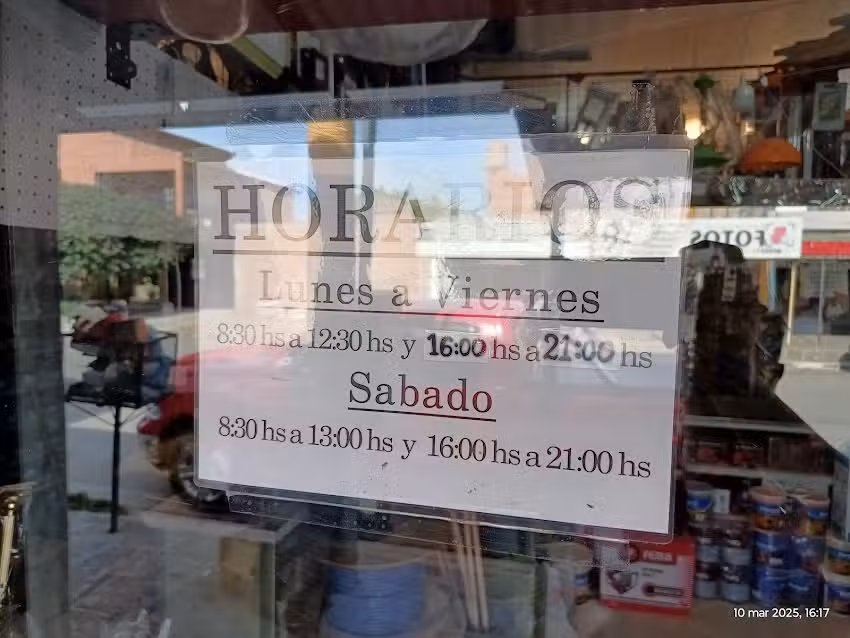 HORARIOS
Lunes a Viernes
8:30 hs a 12:30 hs y 16:00 hs a 21:00 hs
Sabado
8:30 hs a 13:00 hs y 16:00 hs a 21:00 hs
FOTOS
FEMA
10 mar 2025, 16:17